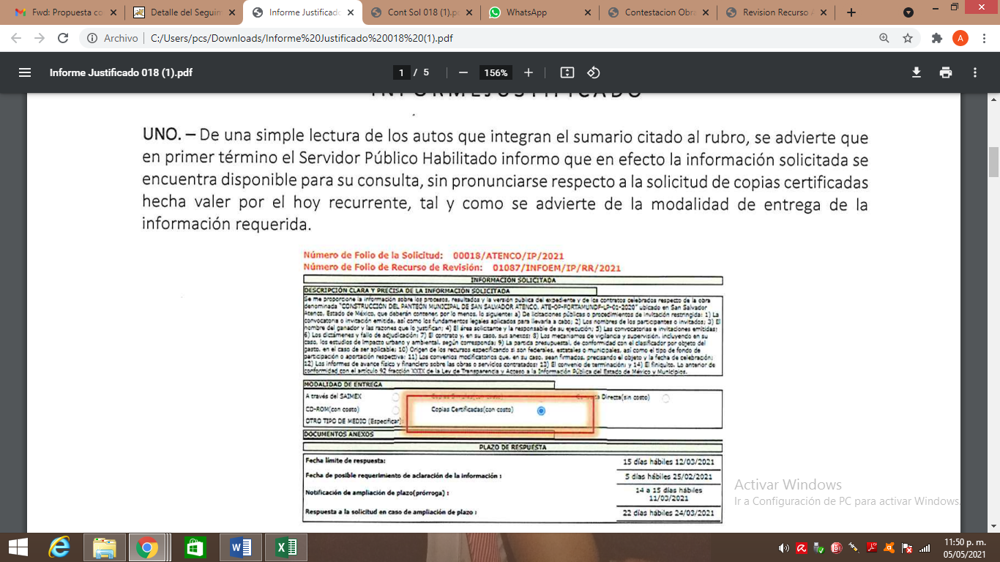 Fwd: Propuesta co
Detalle del Seguim
Informe Justificado
Cont Sol 018 (1).p
WhatsApp
Contestacion Obra
Revision Recurso
Archivo
C:/Users/pcs/Downloads/Informe%20Justificado%20018%20(1).pdf
A
Informe Justificado 018 (1).pdf
1 / 5
156%
I N F O R M E J U S T I F I C A D O
UNO. – De una simple lectura de los autos que integran el sumario citado al rubro, se advierte que
en primer término el Servidor Público Habilitado informo que en efecto la información solicitada se
encuentra disponible para su consulta, sin pronunciarse respecto a la solicitud de copias certificadas
hecha valer por el hoy recurrente, tal y como se advierte de la modalidad de entrega de la
información requerida.
Número de Folio de la Solicitud: 00018/ATENCO/IP/2021
Número de Folio de Recurso de Revisión: 01087/INFOEM/IP/RR/2021
INFORMACIÓN SOLICITADA
DESCRIPCIÓN CLARA Y PRECISA DE LA INFORMACIÓN SOLICITADA
Se me proporcione la información sobre los procesos, resultados y la versión publica del expediente y de los contratos celebrados respecto de la obra
denominada "CONSTRUCCIÓN DEL PANTEÓN MUNICIPAL DE SAN SALVADOR ATENCO, ATE-OP-FORTAMUNDF-LP-01-2020" ubicado en San Salvador
Atenco, Estado de México, que deberán contener, por lo menos, lo siguiente: a) De licitaciones públicas o procedimientos de invitación restringida: 1) La
convocatoria o invitación emitida, así como los fundamentos legales aplicados para llevarla a cabo; 2) Los nombres de los participantes o invitados; 3) El
nombre del ganador y las razones que lo justifican; 4) El área solicitante y la responsable de su ejecución; 5) Las convocatorias e invitaciones emitidas;
6) Los dictámenes y fallo de adjudicación; 7) El contrato y, en su caso, sus anexos; 8) Los mecanismos de vigilancia y supervisión, incluyendo en su
caso, los estudios de impacto urbano y ambiental, según corresponda; 9) La partida presupuestal, de conformidad con el clasificador por objeto del
gasto, en el caso de ser aplicable; 10) Origen de los recursos especificando si son federales, estatales o municipales, así como el tipo de fondo de
participación o aportación respectiva; 11) Los convenios modificatorios que, en su caso, sean firmados, precisando el objeto y la fecha de celebración;
12) Los informes de avance físico y financiero sobre las obras o servicios contratados; 13) El convenio de terminación; y 14) El finiquito. Lo anterior de
conformidad con el artículo 92 fracción XXIX de la Ley de Transparencia y Acceso a la Información Pública del Estado de México y Municipios.
MODALIDAD DE ENTREGA
A través del SAIMEX
Directa(sin costo)
CD-ROM(con costo)
Copias Certificadas(con costo)
OTRO TIPO DE MEDIO (Especificar):
DOCUMENTOS ANEXOS
PLAZO DE RESPUESTA
Fecha límite de respuesta: 15 días hábiles 12/03/2021
Fecha de posible requerimiento de aclaración de la información : 5 días hábiles 25/02/2021
Notificación de ampliación de plazo(prórroga) : 14 a 15 días hábiles
11/03/2021
Respuesta a la solicitud en caso de ampliación de plazo : 22 días hábiles 24/03/2021
Activar Windows
Ir a Configuración de PC para activar Windows.
11:50 p. m.
05/05/2021